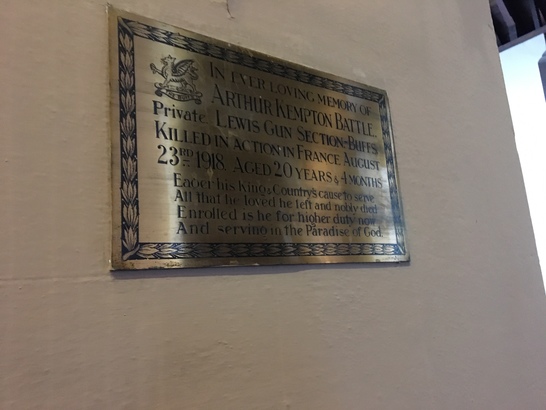 IN EVER LOVING MEMORY OF
ARTHUR KEMPTON BATTLE.
Private. LEWIS GUN SECTION-BUFFS
KILLED IN ACTION IN FRANCE AUGUST
23RD 1918. AGED 20 YEARS & 4 MONTHS
Eager his King & Country's cause to serve
All that he loved he left and nobly died
Enrolled is he for higher duty now
And serving in the Paradise of God.